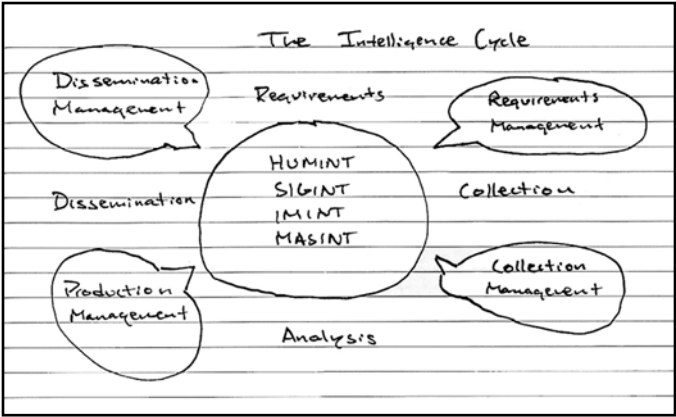 The Intelligence Cycle
Dissemination
Management
Requirements
Requirements
Management
HUMINT
SIGINT
IMINT
MASINT
Dissemination
Collection
Production
Management
Collection
Management
Analysis